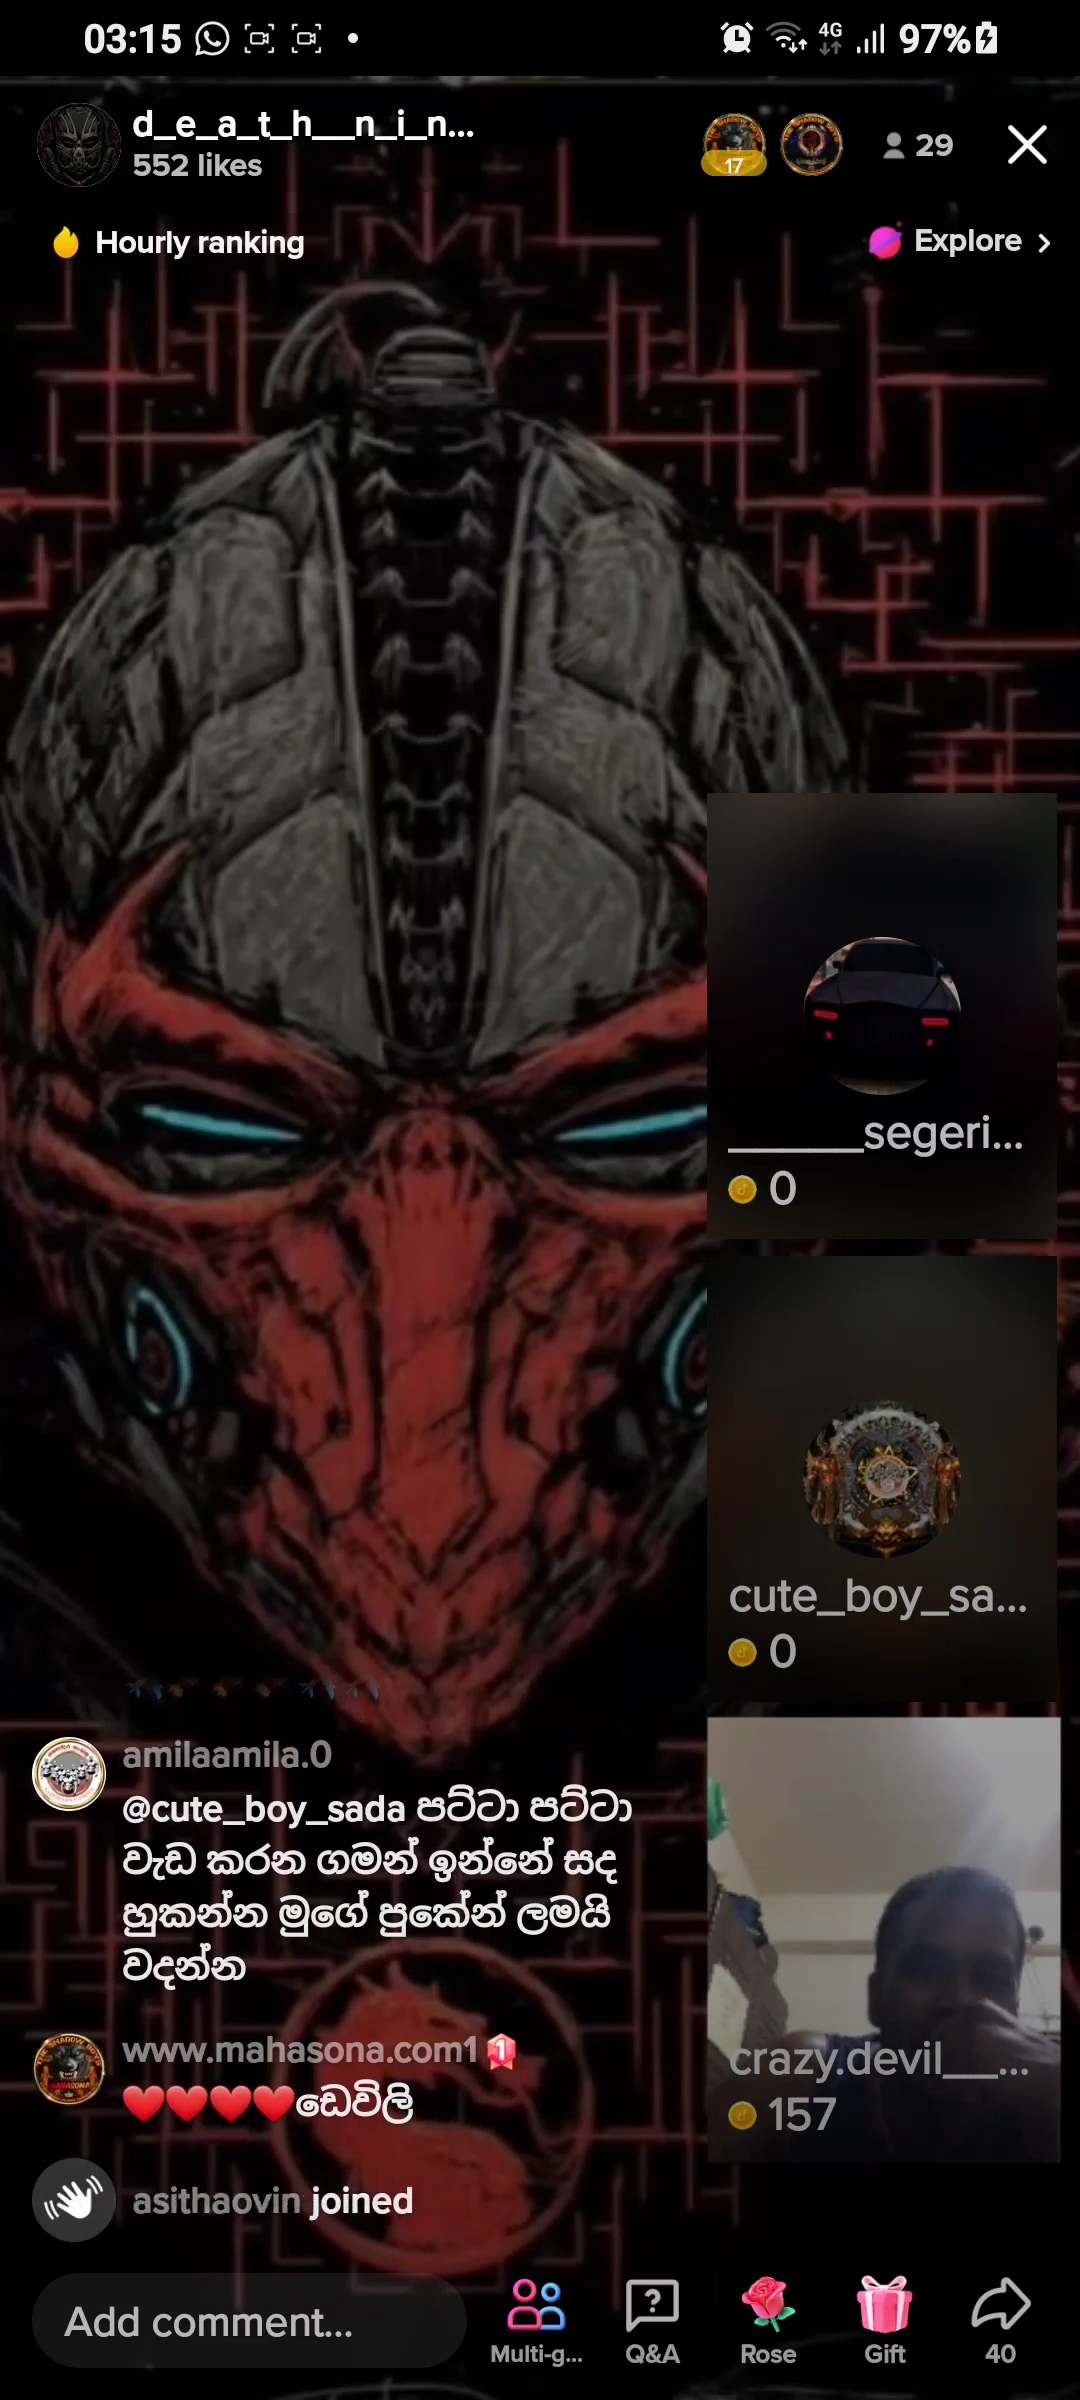 03:15
4G
97%
d_e_a_t_h__n_i_n...
552 likes
17
29
Hourly ranking
Explore
______segeri...
0
cute_boy_sa...
0
amilaamila.0
@cute_boy_sada පට්ටා පට්ටා
වැඩ කරන ගමන් ඉන්නේ සද
හුකන්න මුගේ පුකේන් ලමයි
වදන්න
www.mahasona.com1 1
❤️❤️❤️❤️ඩෙවිලි
crazy.devil__...
157
asithaovin joined
Add comment...
Multi-g...
Q&A
Rose
Gift
40